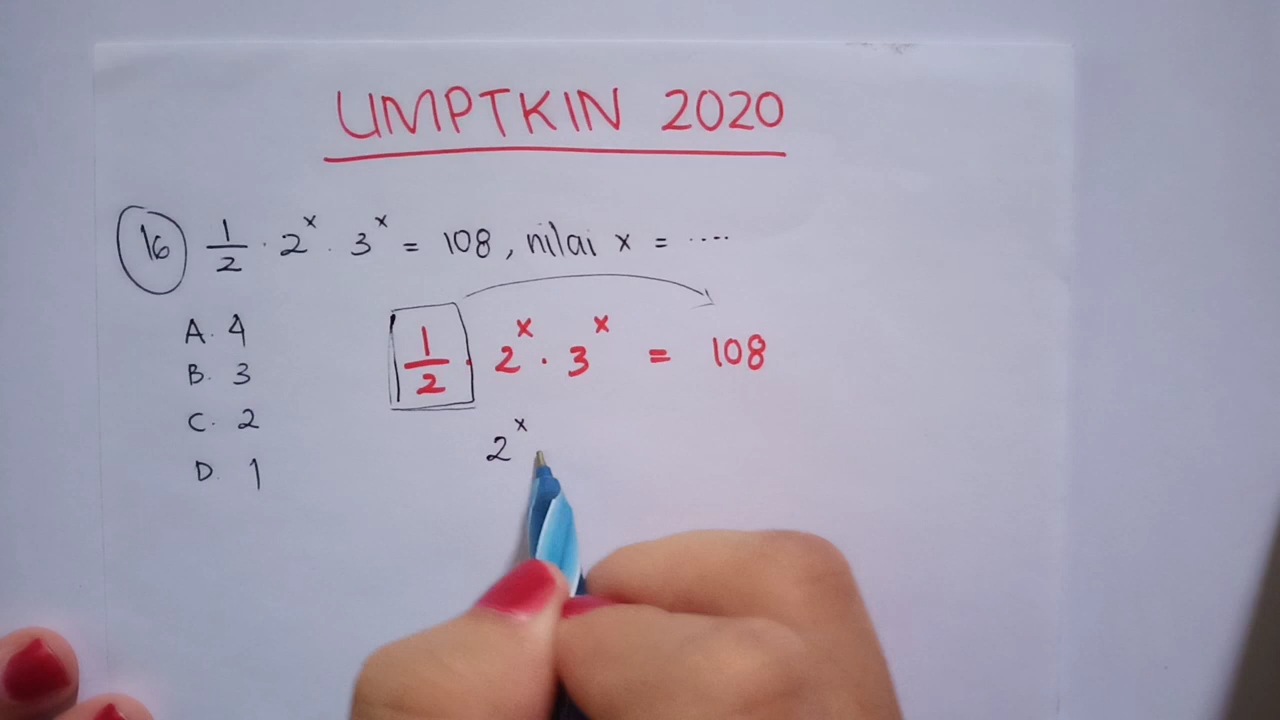 UMPTKIN 2020
16 1/2 · 2^x · 3^x = 108, nilai x = ....
A. 4
B. 3
C. 2
D. 1
1/2 · 2^x · 3^x = 108
2^x